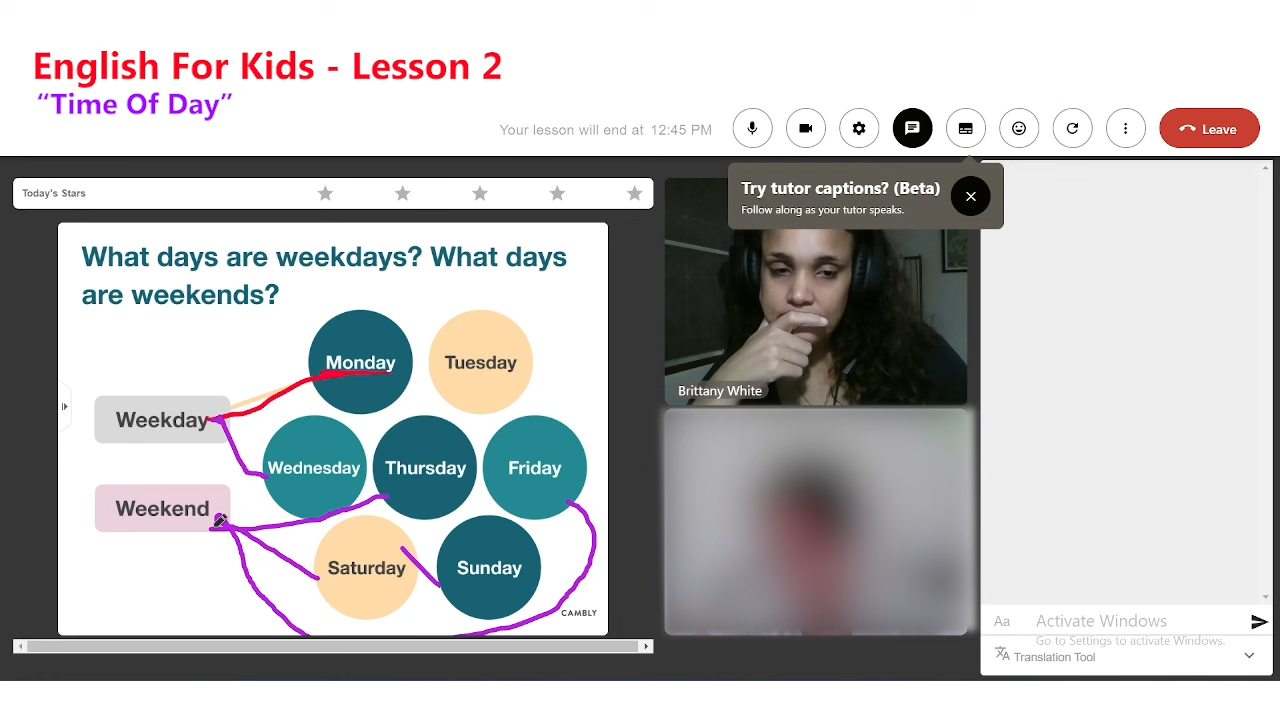 English For Kids - Lesson 2
“Time Of Day”
Your lesson will end at 12:45 PM
Leave
Try tutor captions? (Beta)
Follow along as your tutor speaks.
Today's Stars
What days are weekdays? What days
are weekends?
Monday
Tuesday
Weekday
Wednesday
Thursday
Friday
Weekend
Saturday
Sunday
CAMBLY
Brittany White
Aa
Activate Windows
Go to Settings to activate Windows.
Translation Tool